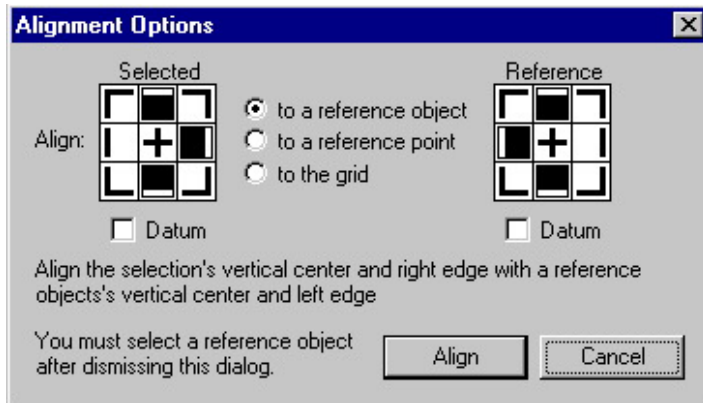 Alignment Options
Selected
Reference
Align:
to a reference object
to a reference point
to the grid
Datum
Datum
Align the selection's vertical center and right edge with a reference
objects's vertical center and left edge
You must select a reference object
after dismissing this dialog.
Align
Cancel